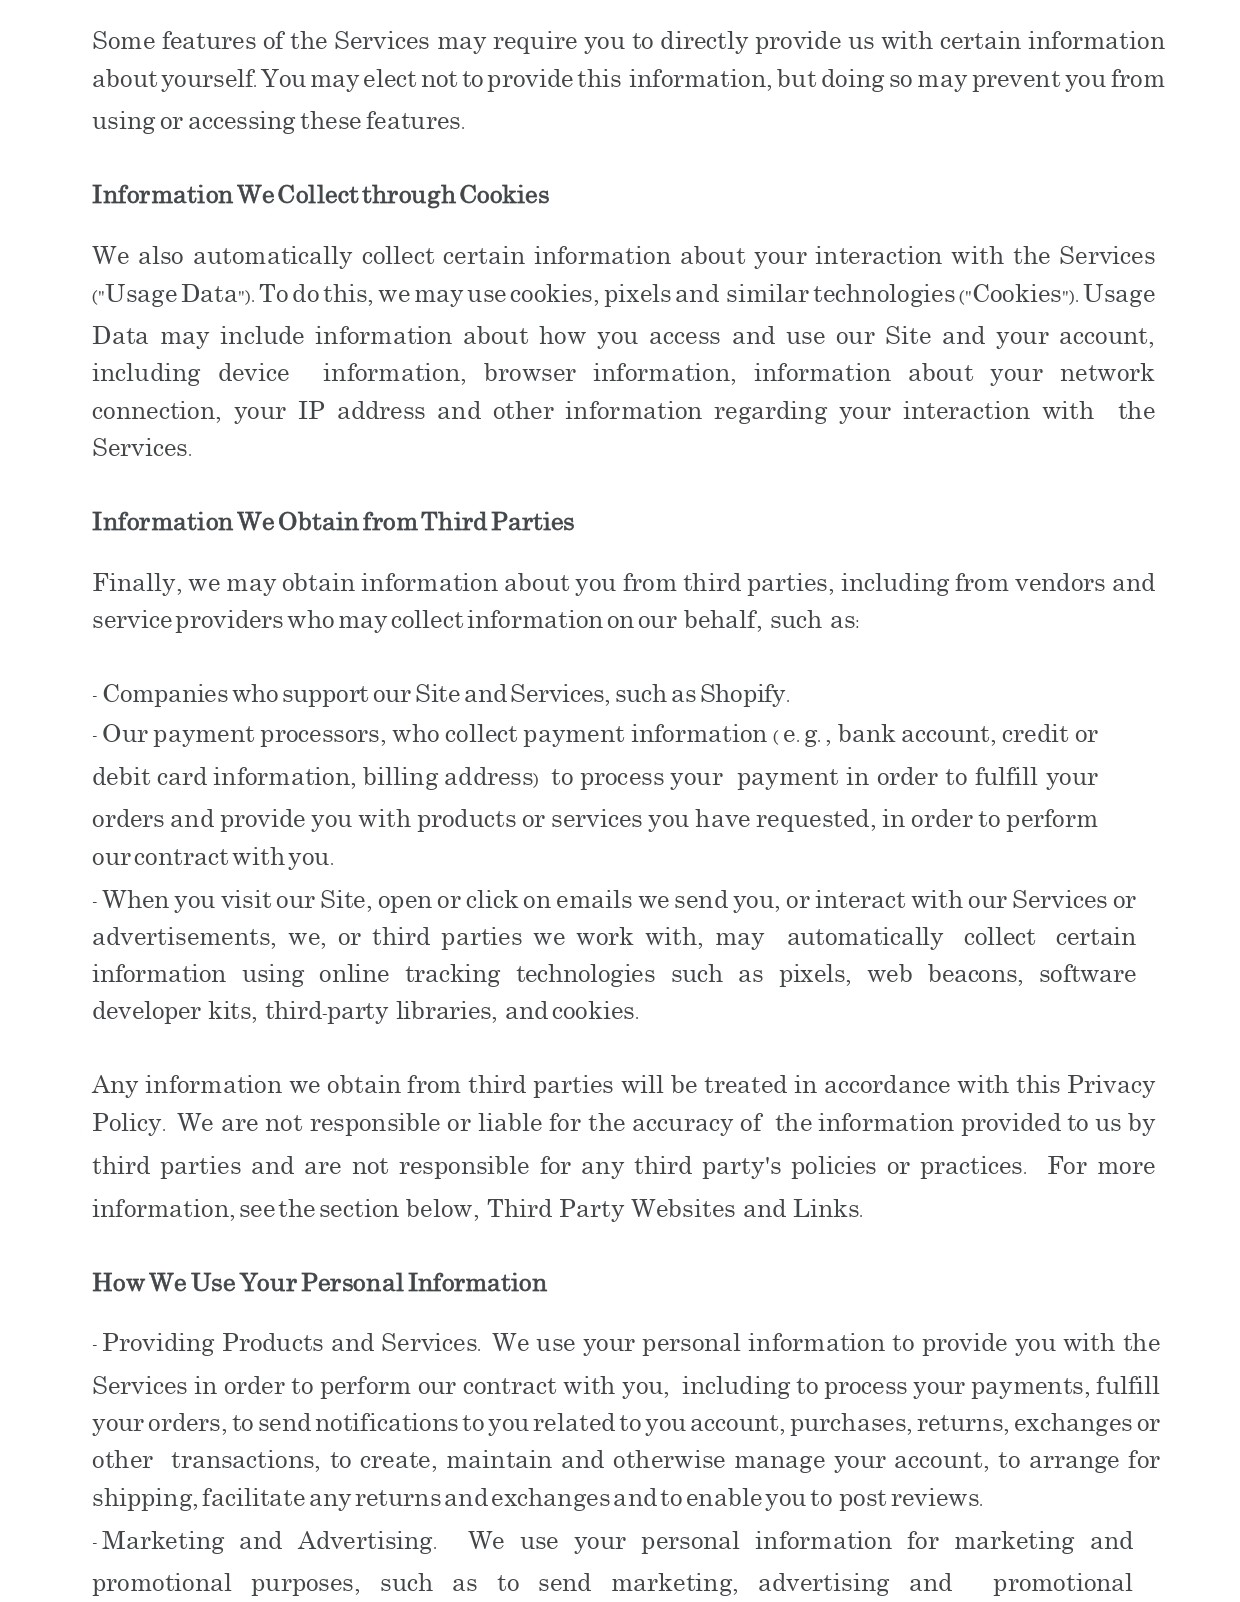 Some features of the Services may require you to directly provide us with certain information
about yourself. You may elect not to provide this information, but doing so may prevent you from
using or accessing these features.
Information We Collect through Cookies
We also automatically collect certain information about your interaction with the Services
("Usage Data"). To do this, we may use cookies, pixels and similar technologies ("Cookies"). Usage
Data may include information about how you access and use our Site and your account,
including device information, browser information, information about your network
connection, your IP address and other information regarding your interaction with the
Services.
Information We Obtain from Third Parties
Finally, we may obtain information about you from third parties, including from vendors and
service providers who may collect information on our behalf, such as:
- Companies who support our Site and Services, such as Shopify.
- Our payment processors, who collect payment information (e.g., bank account, credit or
debit card information, billing address) to process your payment in order to fulfill your
orders and provide you with products or services you have requested, in order to perform
our contract with you.
- When you visit our Site, open or click on emails we send you, or interact with our Services or
advertisements, we, or third parties we work with, may automatically collect certain
information using online tracking technologies such as pixels, web beacons, software
developer kits, third-party libraries, and cookies.
Any information we obtain from third parties will be treated in accordance with this Privacy
Policy. We are not responsible or liable for the accuracy of the information provided to us by
third parties and are not responsible for any third party's policies or practices. For more
information, see the section below, Third Party Websites and Links.
How We Use Your Personal Information
- Providing Products and Services. We use your personal information to provide you with the
Services in order to perform our contract with you, including to process your payments, fulfill
your orders, to send notifications to you related to you account, purchases, returns, exchanges or
other transactions, to create, maintain and otherwise manage your account, to arrange for
shipping, facilitate any returns and exchanges and to enable you to post reviews.
- Marketing and Advertising. We use your personal information for marketing and
promotional purposes, such as to send marketing, advertising and promotional